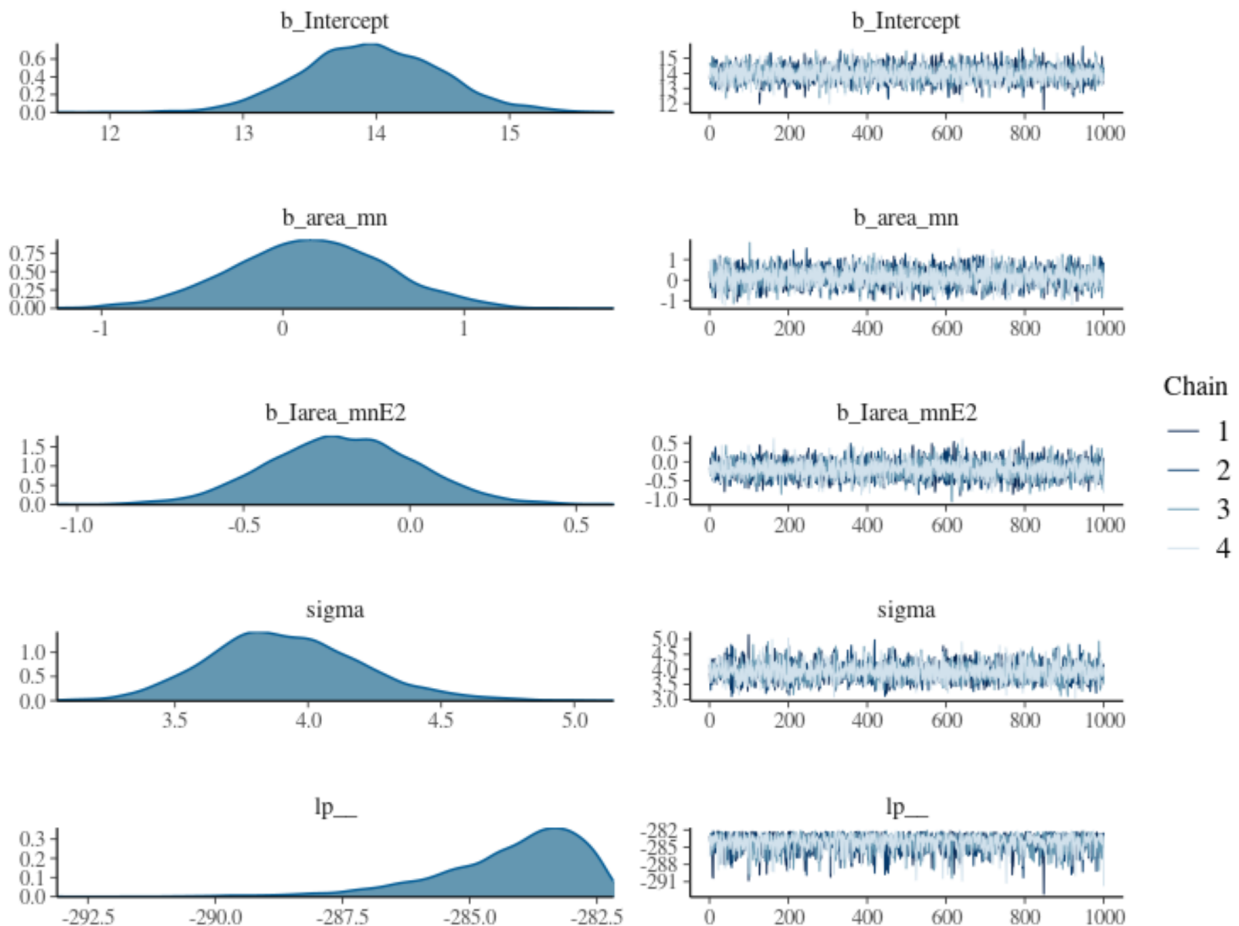 b_Intercept b_Intercept
0.6
0.4
0.2
0.0
12 13 14 15
15
14
13
12
0 200 400 600 800 1000
b_area_mn b_area_mn
0.75
0.50
0.25
0.00
-1 0 1
1
0
-1
0 200 400 600 800 1000
b_Iarea_mnE2 b_Iarea_mnE2
1.5
1.0
0.5
0.0
-1.0 -0.5 0.0 0.5
0.5
0.0
-0.5
-1.0
0 200 400 600 800 1000
sigma sigma
1.0
0.5
0.0
3.5 4.0 4.5 5.0
5.0
4.5
4.0
3.5
3.0
0 200 400 600 800 1000
lp__ lp__
0.3
0.2
0.1
0.0
-292.5 -290.0 -287.5 -285.0 -282.5
-282
-285
-288
-291
0 200 400 600 800 1000
Chain
1
2
3
4